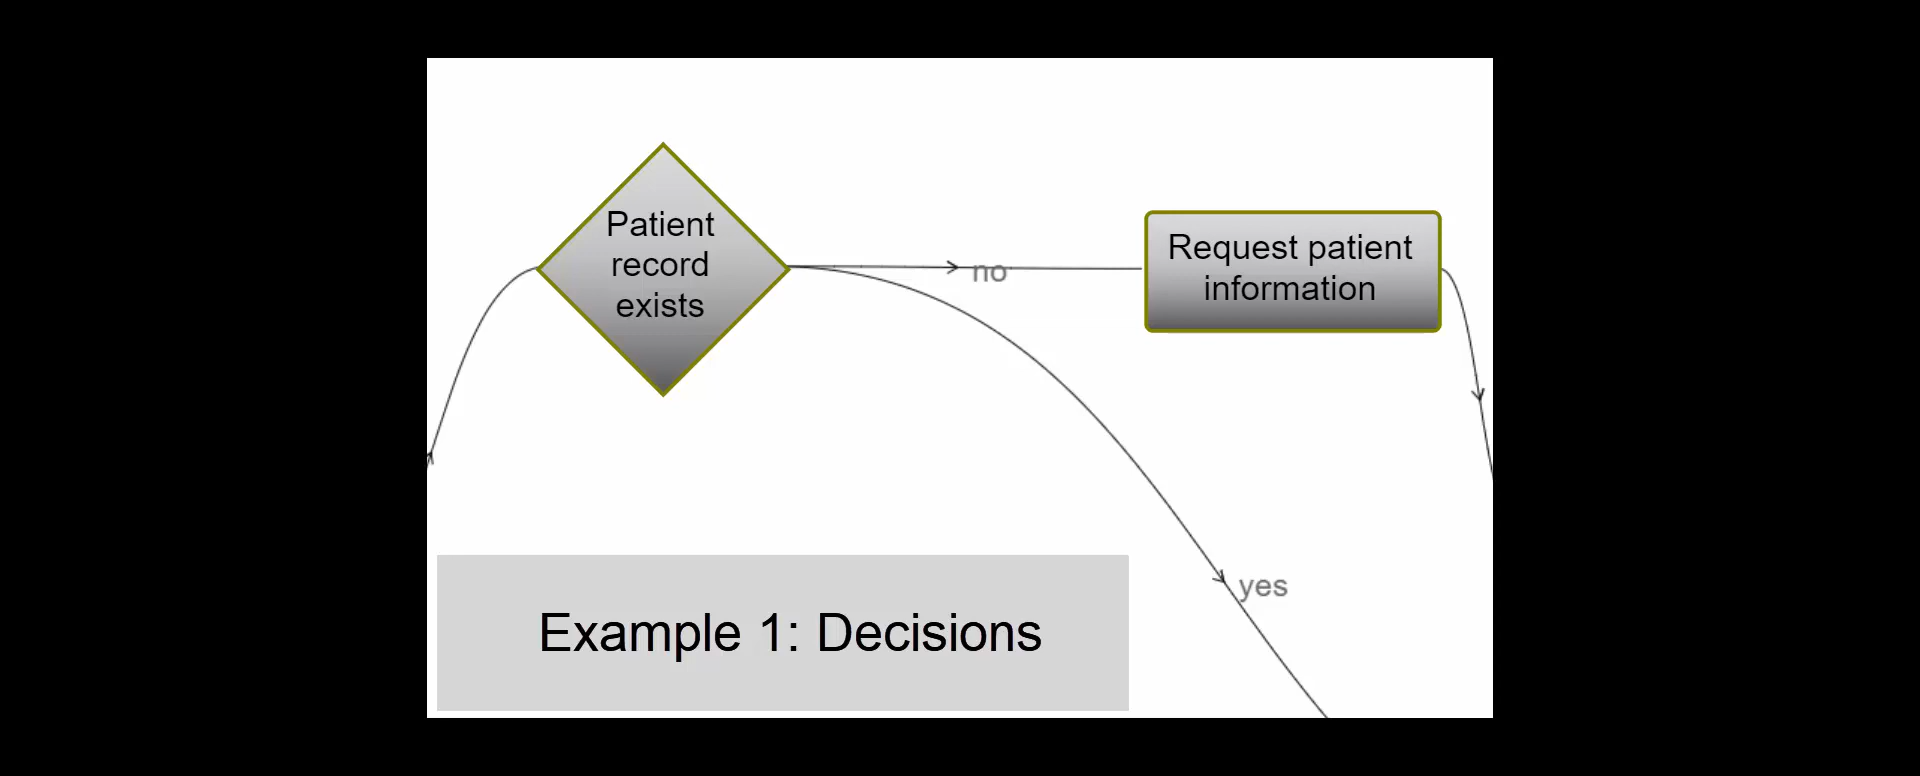 Patient
record
exists
no
Request patient
information
yes
Example 1: Decisions